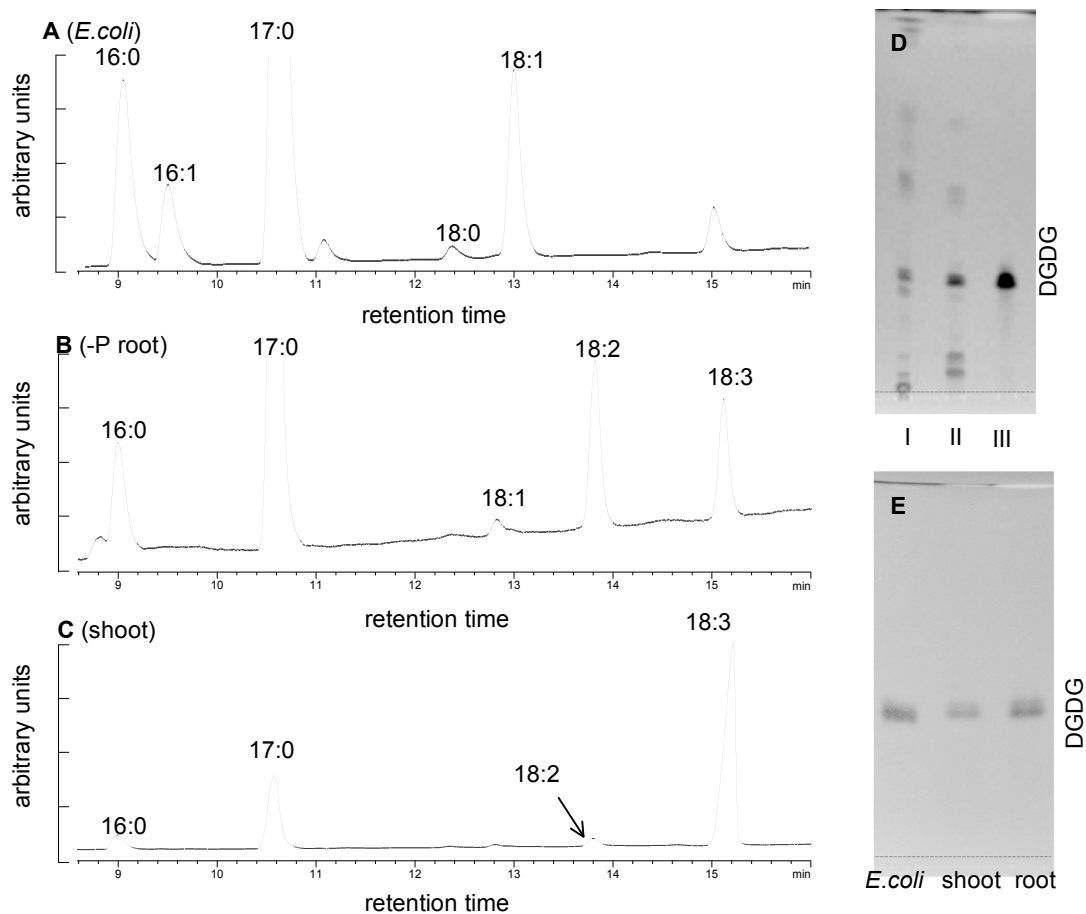 A (E.coli)
16:0
16:1
17:0
18:0
18:1
arbitrary units
9 10 11 12 13 14 15 min
retention time
B (-P root)
16:0
17:0
18:1
18:2
18:3
arbitrary units
9 10 11 12 13 14 15 min
retention time
C (shoot)
16:0
17:0
18:2
18:3
arbitrary units
9 10 11 12 13 14 15 min
retention time
D
DGDG
I II III
E
DGDG
E.coli shoot root